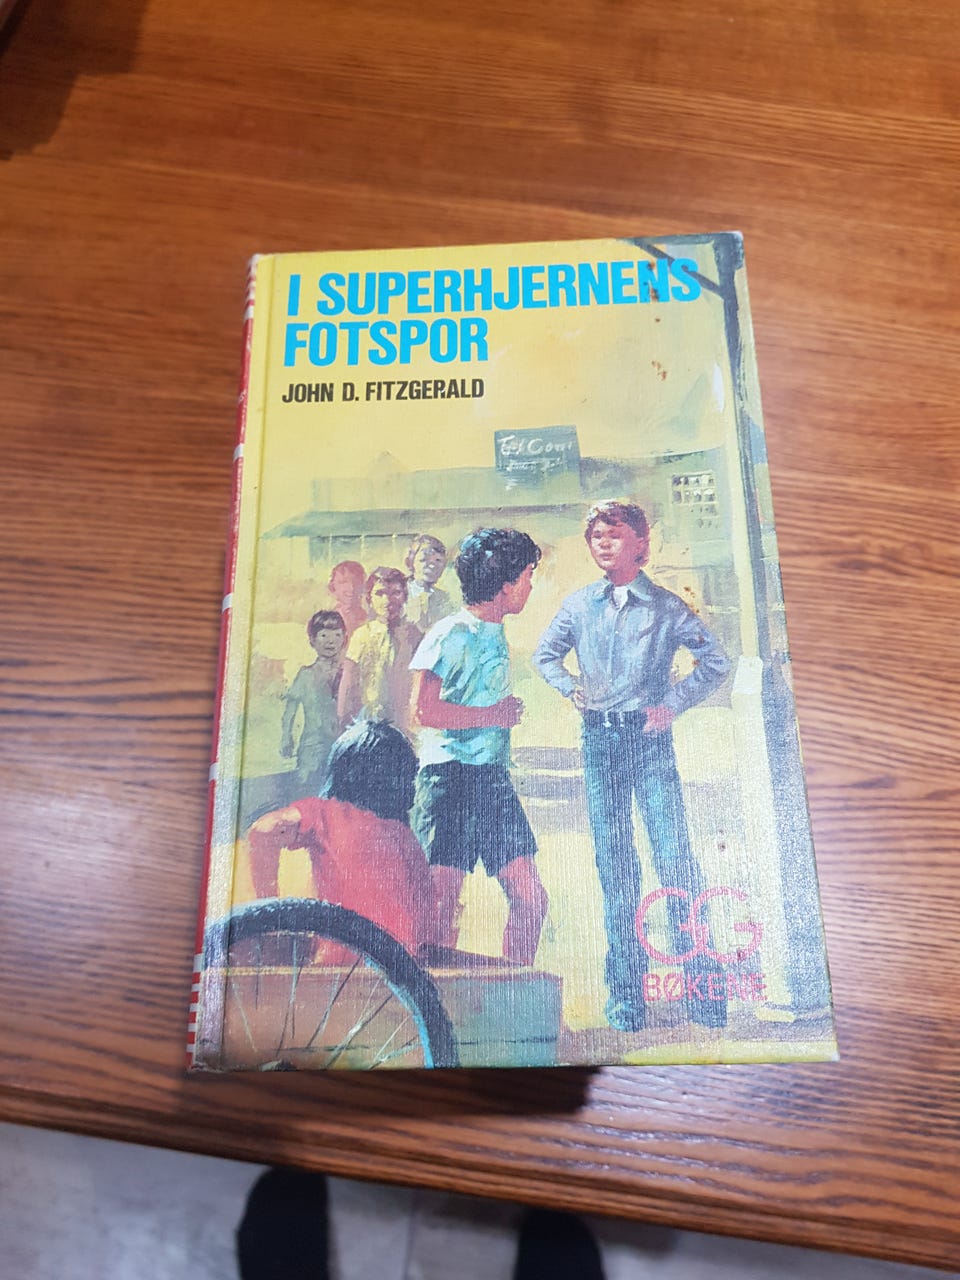 I SUPERHJERNENS
FOTSPOR
JOHN D. FITZGERALD
GG
BØKENE